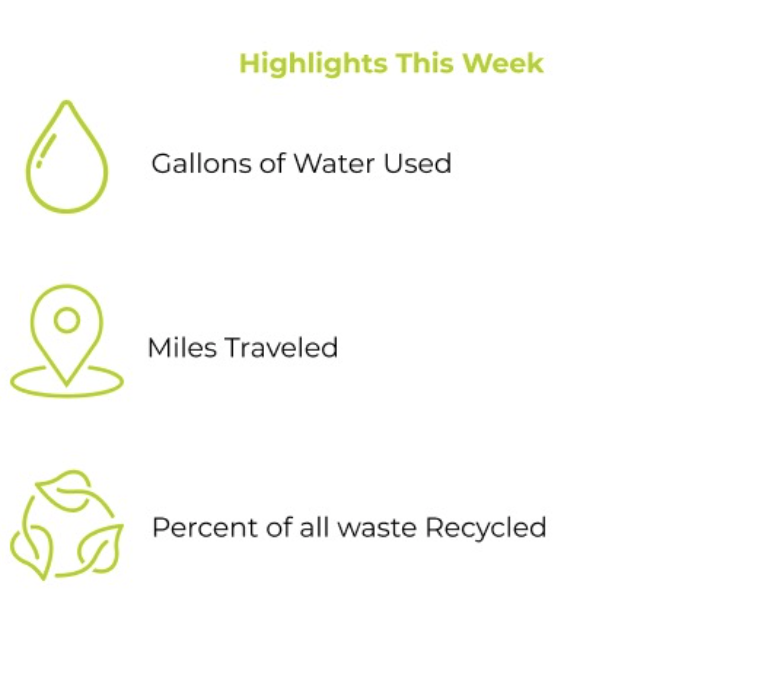 Highlights This Week
Gallons of Water Used
Miles Traveled
Percent of all waste Recycled